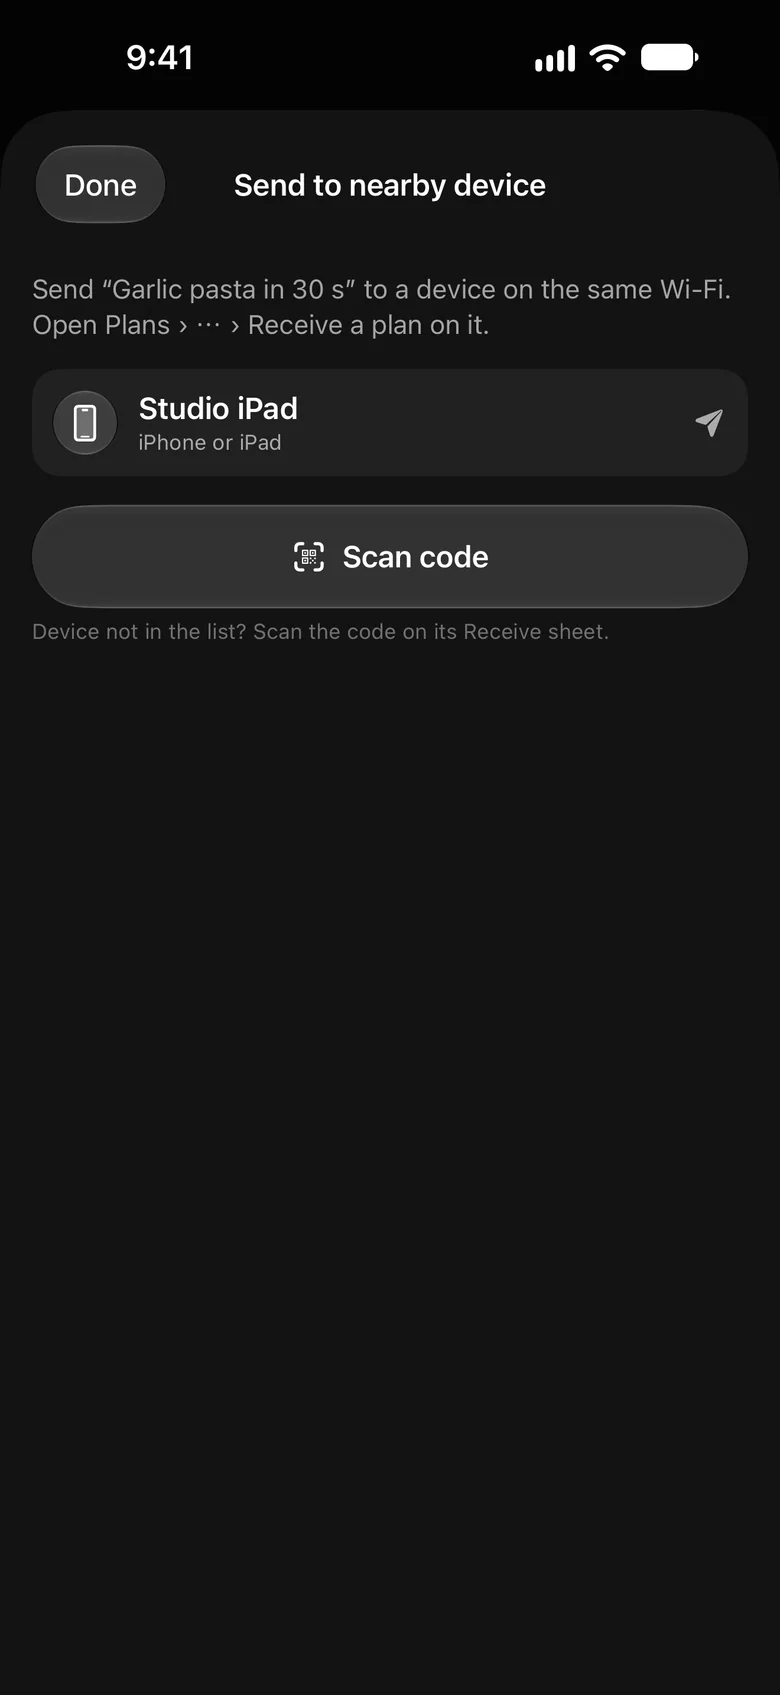 9:41
Done
Send to nearby device
Send “Garlic pasta in 30 s” to a device on the same Wi-Fi.
Open Plans › ··· › Receive a plan on it.
Studio iPad
iPhone or iPad
Scan code
Device not in the list? Scan the code on its Receive sheet.